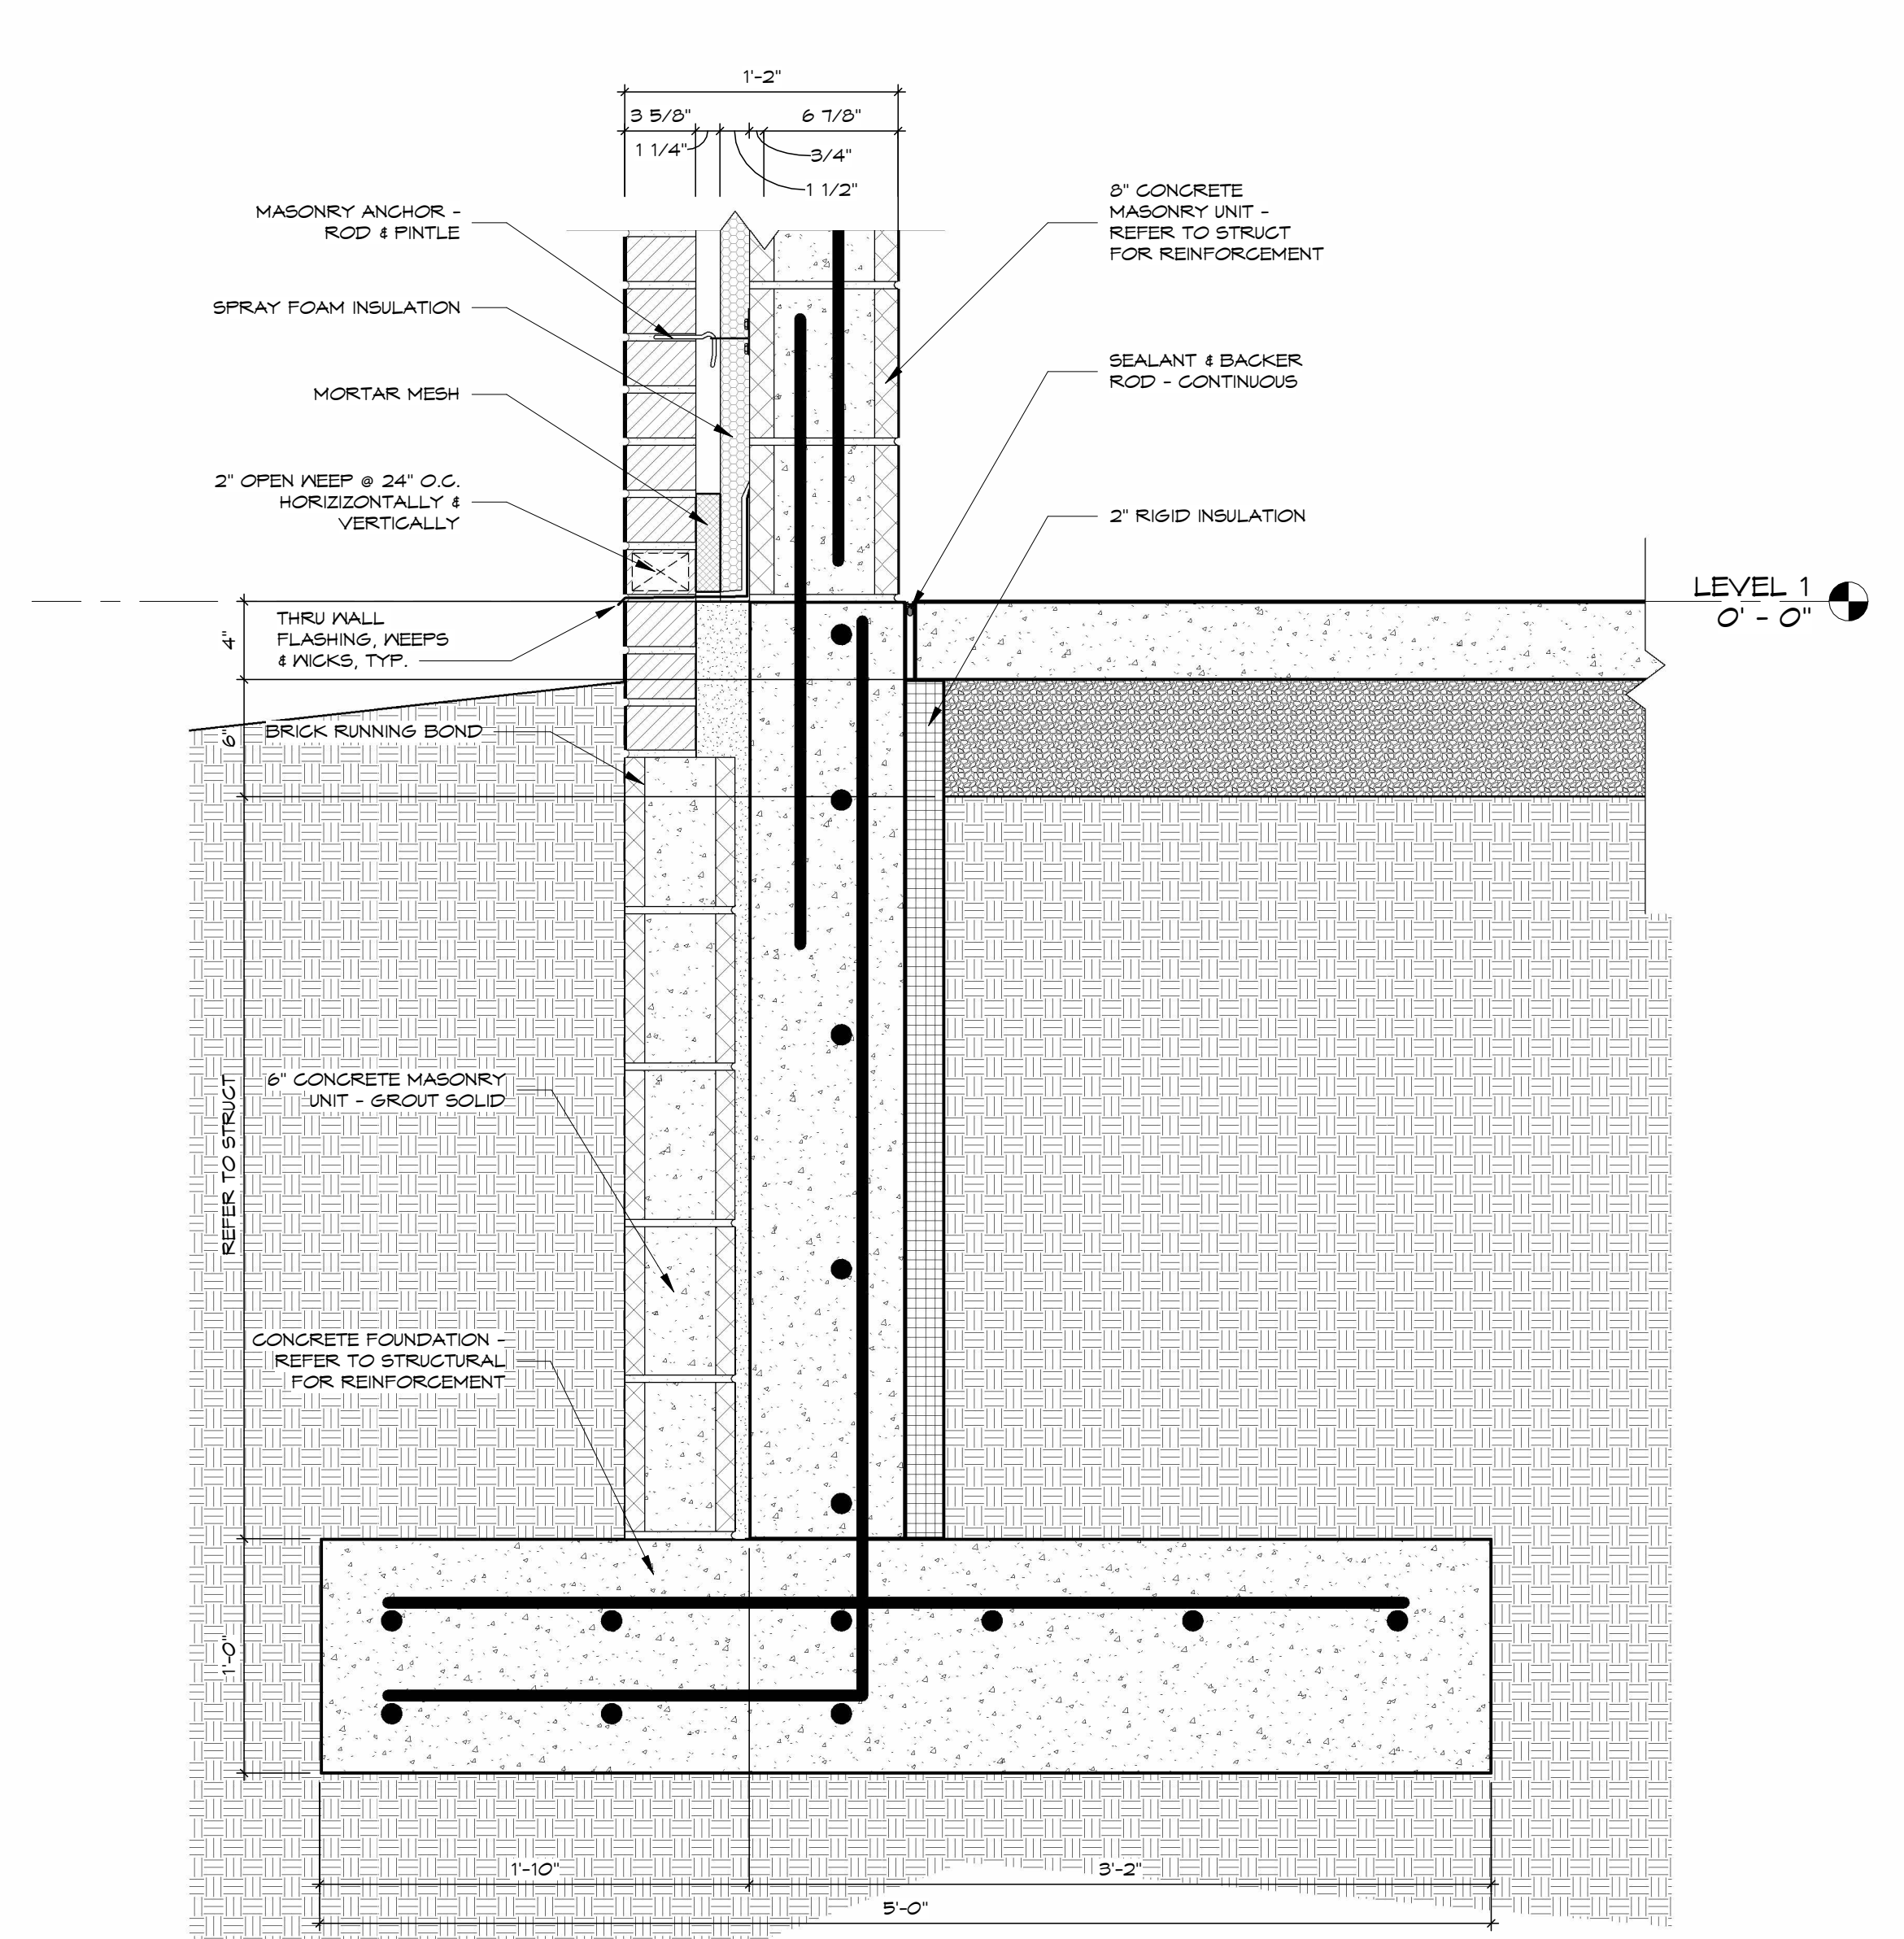 1'-2"
3 5/8"
6 7/8"
1 1/4"
3/4"
1 1/2"
MASONRY ANCHOR -
ROD & PINTLE
SPRAY FOAM INSULATION
MORTAR MESH
2" OPEN WEEP @ 24" O.C.
HORIZIZONTALLY &
VERTICALLY
8" CONCRETE
MASONRY UNIT -
REFER TO STRUCT
FOR REINFORCEMENT
SEALANT & BACKER
ROD - CONTINUOUS
2" RIGID INSULATION
LEVEL 1
0' - 0"
4"
THRU WALL
FLASHING, WEEPS
& WICKS, TYP.
6"
BRICK RUNNING BOND
REFER TO STRUCT
6" CONCRETE MASONRY
UNIT - GROUT SOLID
CONCRETE FOUNDATION -
REFER TO STRUCTURAL
FOR REINFORCEMENT
1'-0"
1'-10"
3'-2"
5'-0"